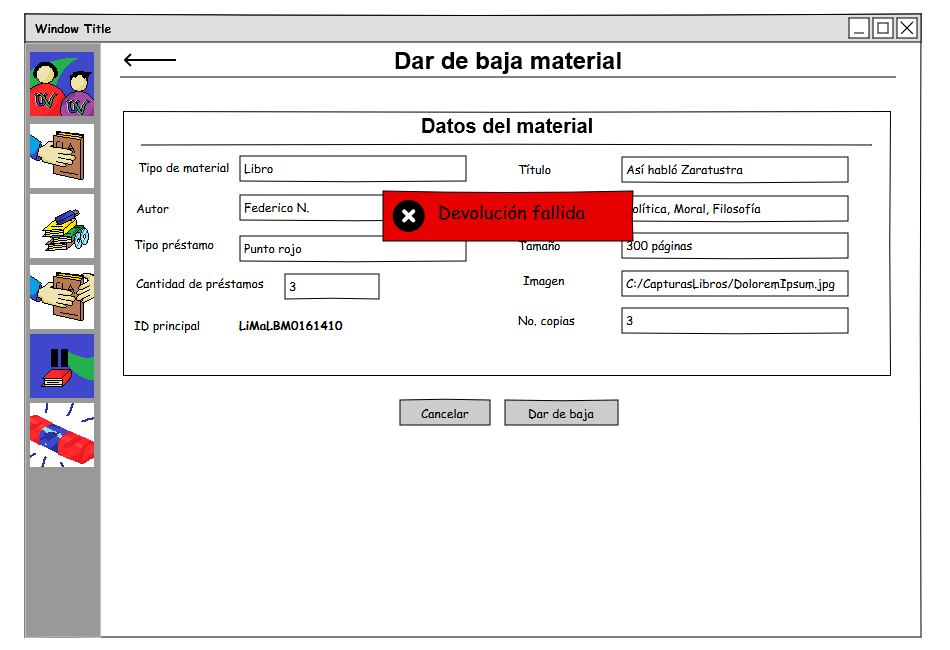 Window Title
Dar de baja material
Datos del material
Tipo de material Libro Título Así habló Zaratustra
Autor Federico N. Política, Moral, Filosofía
Devolución fallida
Tipo préstamo Punto rojo Tamaño 300 páginas
Cantidad de préstamos 3 Imagen C:/CapturasLibros/DoloremIpsum.jpg
ID principal LiMaLBM0161410 No. copias 3
Cancelar Dar de baja